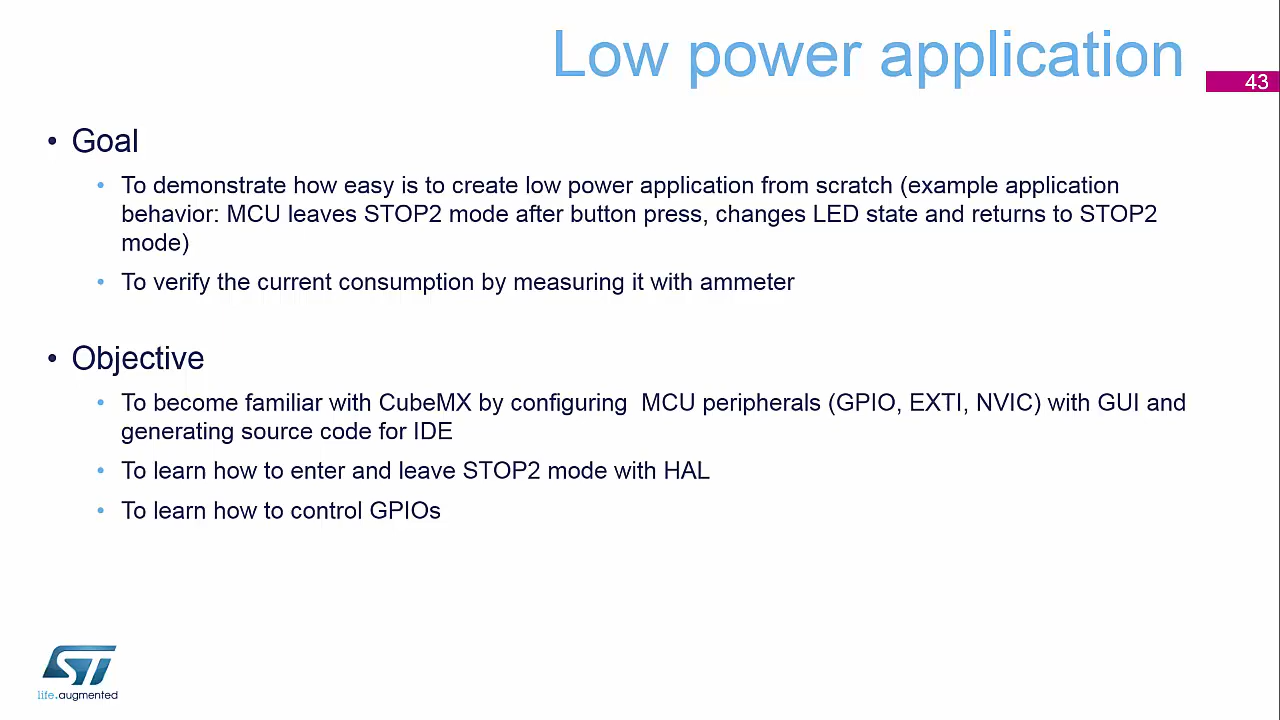 Low power application
43
• Goal
• To demonstrate how easy is to create low power application from scratch (example application
behavior: MCU leaves STOP2 mode after button press, changes LED state and returns to STOP2
mode)
• To verify the current consumption by measuring it with ammeter
• Objective
• To become familiar with CubeMX by configuring  MCU peripherals (GPIO, EXTI, NVIC) with GUI and
generating source code for IDE
• To learn how to enter and leave STOP2 mode with HAL
• To learn how to control GPIOs
ST
life.augmented